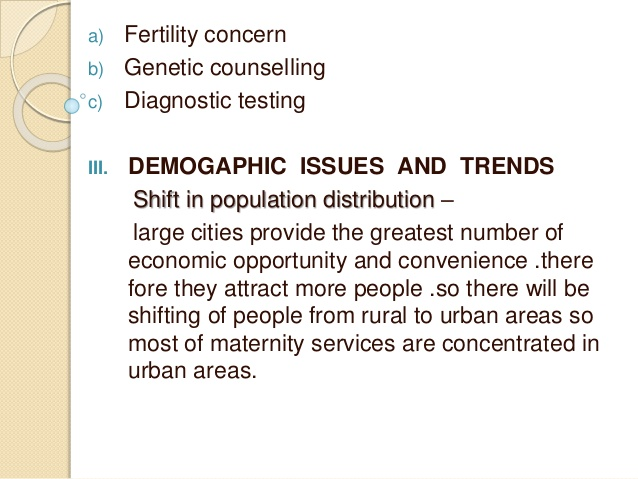 a) Fertility concern
b) Genetic counselling
c) Diagnostic testing
III. DEMOGAPHIC ISSUES AND TRENDS
Shift in population distribution –
large cities provide the greatest number of
economic opportunity and convenience .there
fore they attract more people .so there will be
shifting of people from rural to urban areas so
most of maternity services are concentrated in
urban areas.